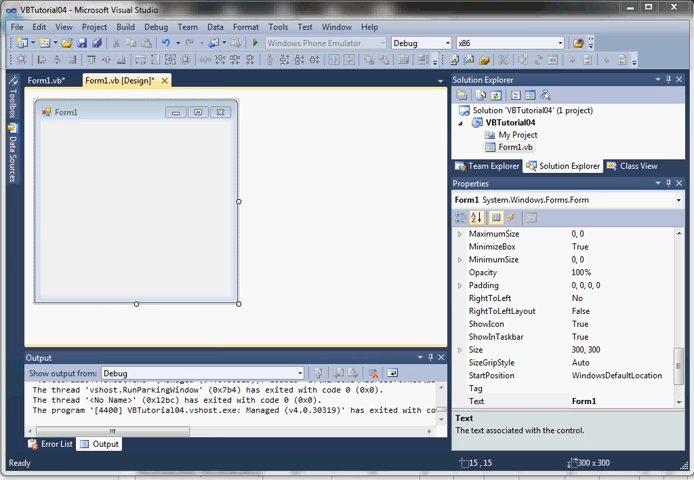 VBTutorial04 - Microsoft Visual Studio
File Edit View Project Build Debug Team Data Format Tools Test Window Help
Windows Phone Emulator Debug x86
Toolbox
Data Sources
Form1.vb* Form1.vb [Design]*
Form1
Solution Explorer
Solution 'VBTutorial04' (1 project)
VBTutorial04
My Project
Form1.vb
Team Explorer Solution Explorer Class View
Properties
Form1 System.Windows.Forms.Form
MaximumSize 0, 0
MinimizeBox True
MinimumSize 0, 0
Opacity 100%
Padding 0, 0, 0, 0
RightToLeft No
RightToLeftLayout False
ShowIcon True
ShowInTaskbar True
Size 300, 300
SizeGripStyle Auto
StartPosition WindowsDefaultLocation
Tag
Text Form1
Text
The text associated with the control.
Output
Show output from: Debug
The thread 'vshost.RunParkingWindow' (0x7b4) has exited with code 0 (0x0).
The thread '<No Name>' (0x12bc) has exited with code 0 (0x0).
The program '[4400] VBTutorial04.vshost.exe: Managed (v4.0.30319)' has exited with co
Error List Output
Ready 15, 15 300 x 300